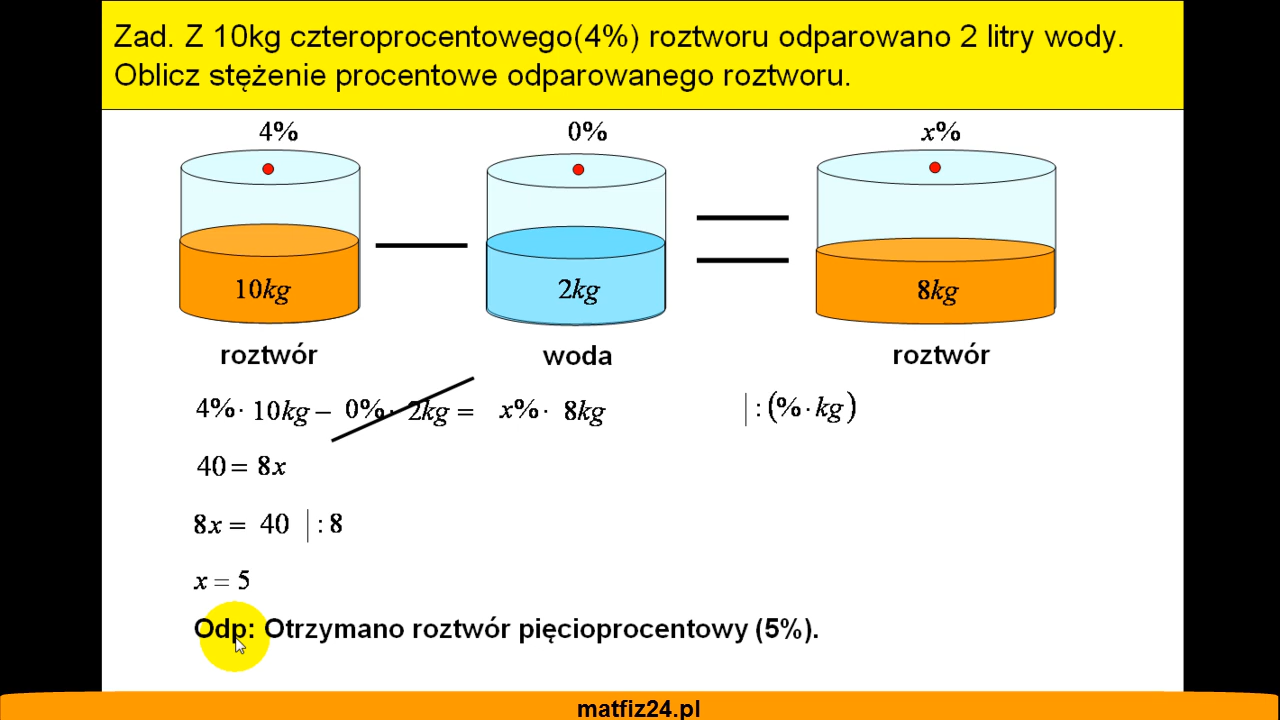 Zad. Z 10kg czteroprocentowego(4%) roztworu odparowano 2 litry wody.
Oblicz stężenie procentowe odparowanego roztworu.
4% 0% x%
10kg 2kg 8kg
roztwór woda roztwór
4%· 10kg – 0%· 2kg = x%· 8kg | : (%·kg)
40 = 8x
8x = 40 | : 8
x = 5
Odp: Otrzymano roztwór pięcioprocentowy (5%).
matfiz24.pl